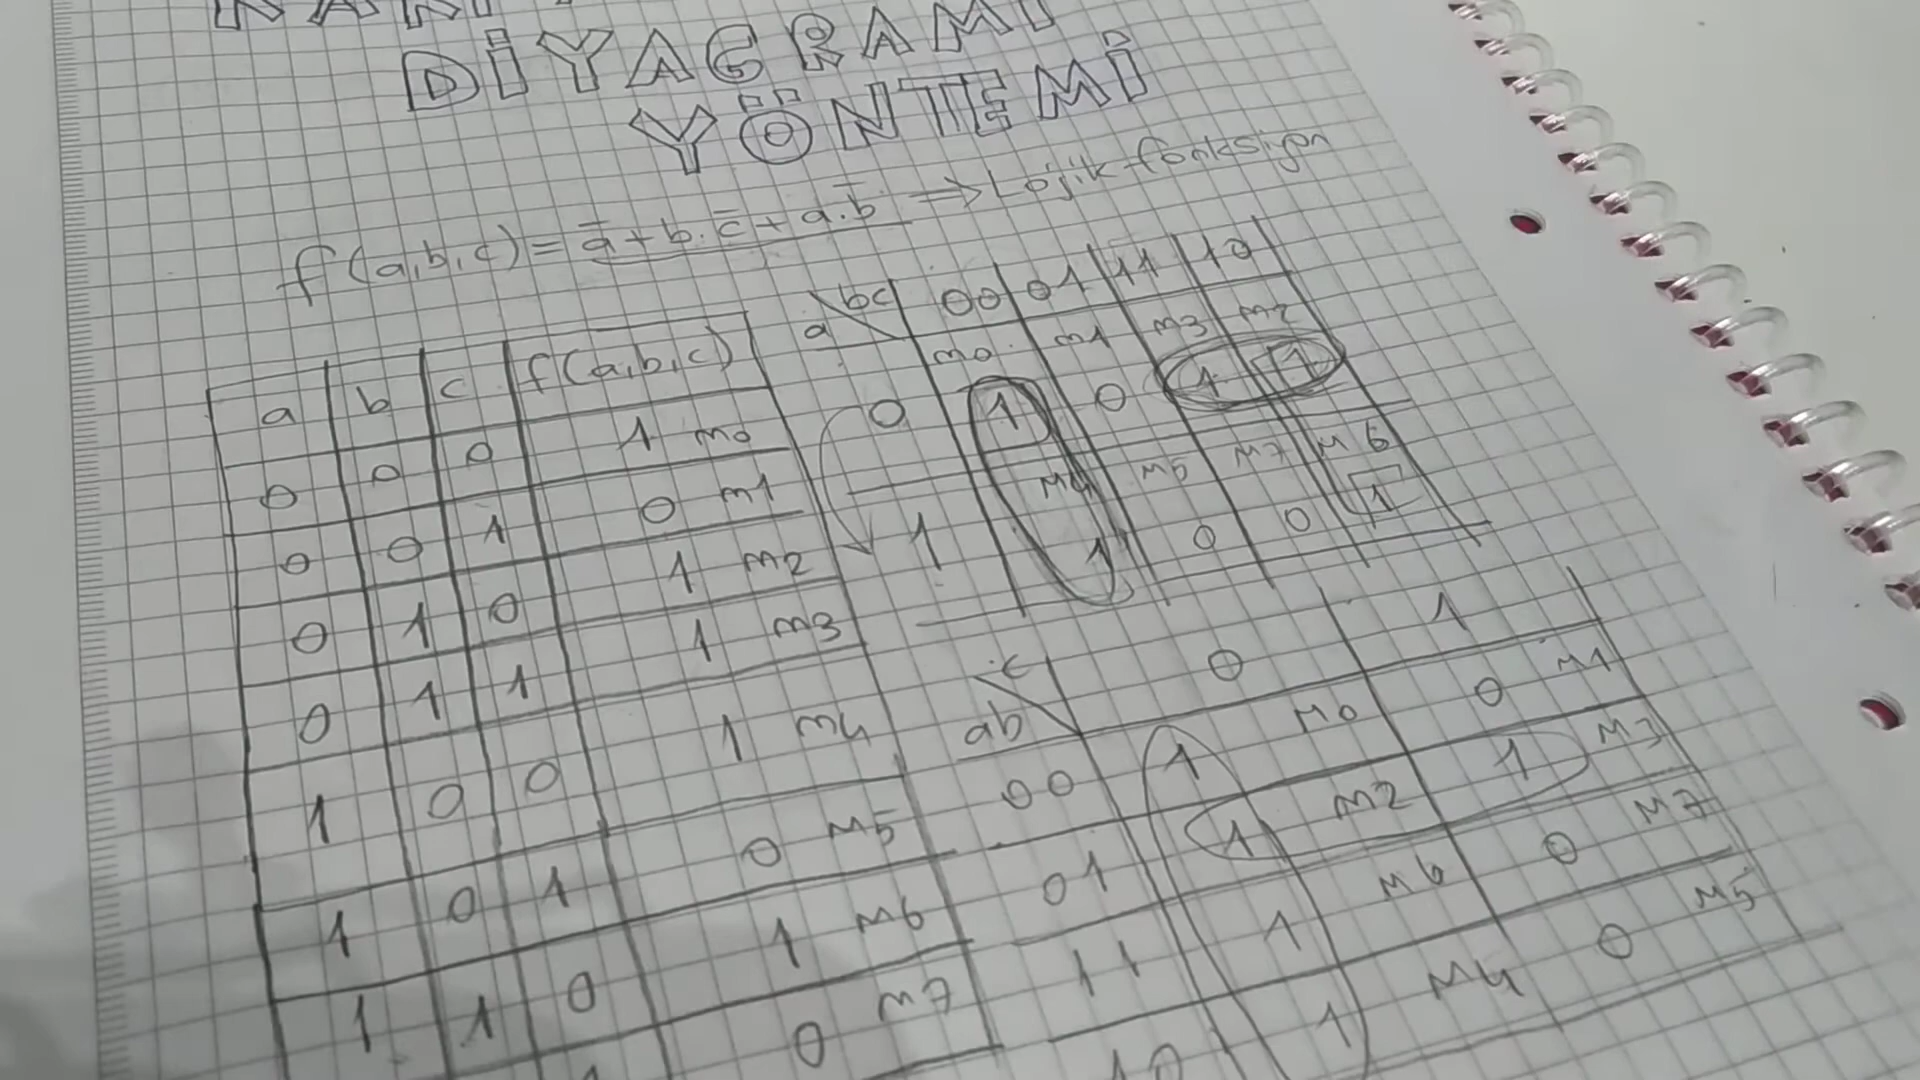 DİYAGRAMI
YÖNTEMİ
f(a,b,c) = a̅ + b.c̅ + a.b̅ => Lojik fonksiyon
a b c f(a,b,c)
0 0 0 1 m0
0 0 1 0 m1
0 1 0 1 m2
0 1 1 1 m3
1 0 0 1 m4
1 0 1 0 m5
1 1 0 1 m6
0 m7
a bc 00 01 11 10
m0 m1 m3 m2
0 1 0 1 1
m4 m5 m7 m6
1 1 0 0 1
ab c 0 1
00 1 m0 0 m1
01 1 m2 1 m3
11 1 m6 0 m7
10 1 m4 0 m5